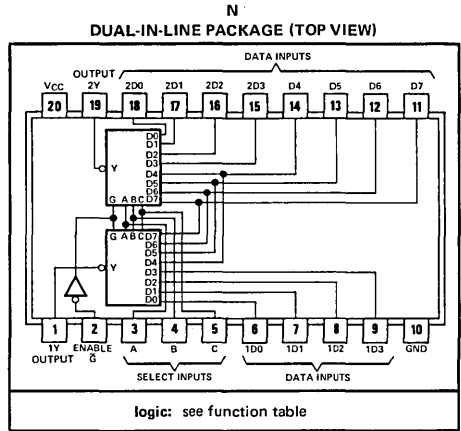 N
DUAL-IN-LINE PACKAGE (TOP VIEW)
DATA INPUTS
OUTPUT
VCC 2Y 2D0 2D1 2D2 2D3 D4 D5 D6 D7
20 19 18 17 16 15 14 13 12 11
D0
D1
D2
D3
Y
D4
D5
D6
G A B C D7
G A B C D7
D6
Y
D5
D4
D3
D2
D1
D0
1 2 3 4 5 6 7 8 9 10
1Y ENABLE A B C 1D0 1D1 1D2 1D3 GND
OUTPUT G̅
SELECT INPUTS DATA INPUTS
logic: see function table